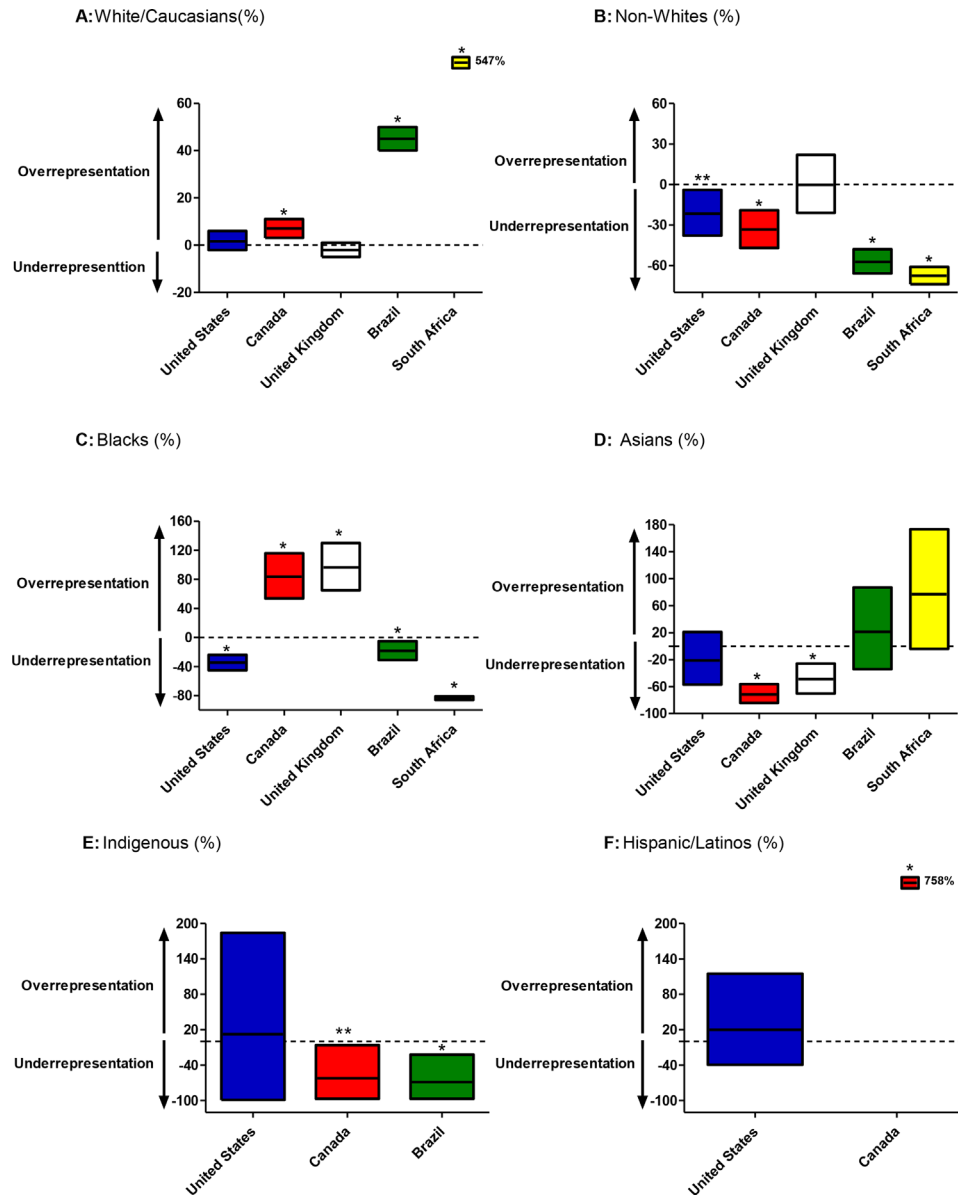 A: White/Caucasians(%)
* 547%
60
40
20
0
-20
Overrepresentation
Underrepresenttion
*
*
United States
Canada
United Kingdom
Brazil
South Africa
B: Non-Whites (%)
60
30
0
-30
-60
Overrepresentation
Underrepresentation
**
*
*
*
United States
Canada
United Kingdom
Brazil
South Africa
C: Blacks (%)
160
120
80
40
0
-40
-80
Overrepresentation
Underrepresentation
*
*
*
*
*
United States
Canada
United Kingdom
Brazil
South Africa
D: Asians (%)
180
140
100
60
20
-20
-60
-100
Overrepresentation
Underrepresentation
*
*
United States
Canada
United Kingdom
Brazil
South Africa
E: Indigenous (%)
200
140
80
20
-40
-100
Overrepresentation
Underrepresentation
**
*
United States
Canada
Brazil
F: Hispanic/Latinos (%)
* 758%
200
140
80
20
-40
-100
Overrepresentation
Underrepresentation
United States
Canada